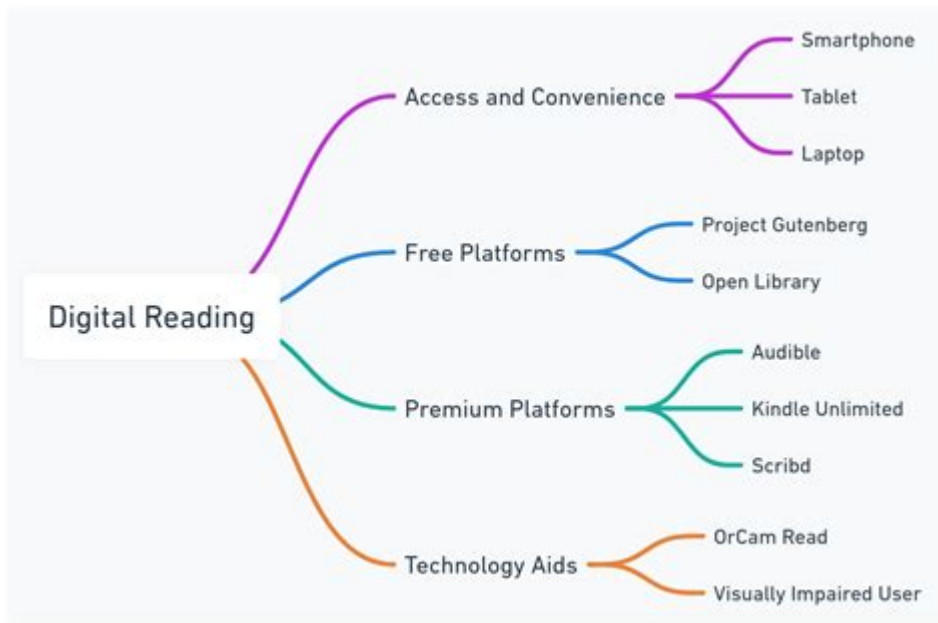 Digital Reading
Access and Convenience
Smartphone
Tablet
Laptop
Free Platforms
Project Gutenberg
Open Library
Premium Platforms
Audible
Kindle Unlimited
Scribd
Technology Aids
OrCam Read
Visually Impaired User